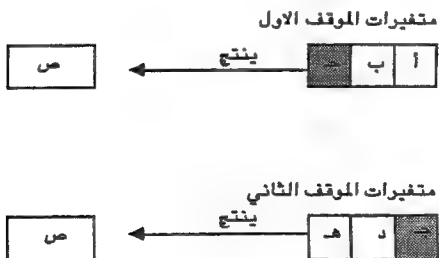 متغيرات الموقف الاول
أ ب جـ ينتج ص
متغيرات الموقف الثاني
جـ د هـ ينتج ص